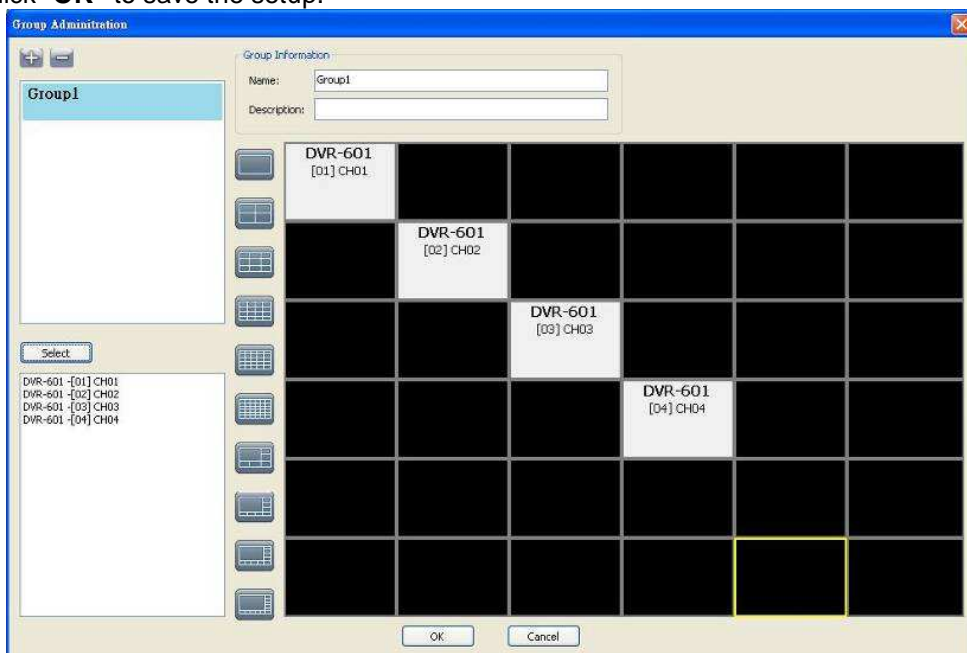 "OK" to save the setup.
Group Adminitration
Group Information
Name:
Group1
Description:
Group1
DVR-601
[01] CH01
DVR-601
[02] CH02
DVR-601
[03] CH03
DVR-601
[04] CH04
Select
DVR-601 -[01] CH01
DVR-601 -[02] CH02
DVR-601 -[03] CH03
DVR-601 -[04] CH04
OK
Cancel